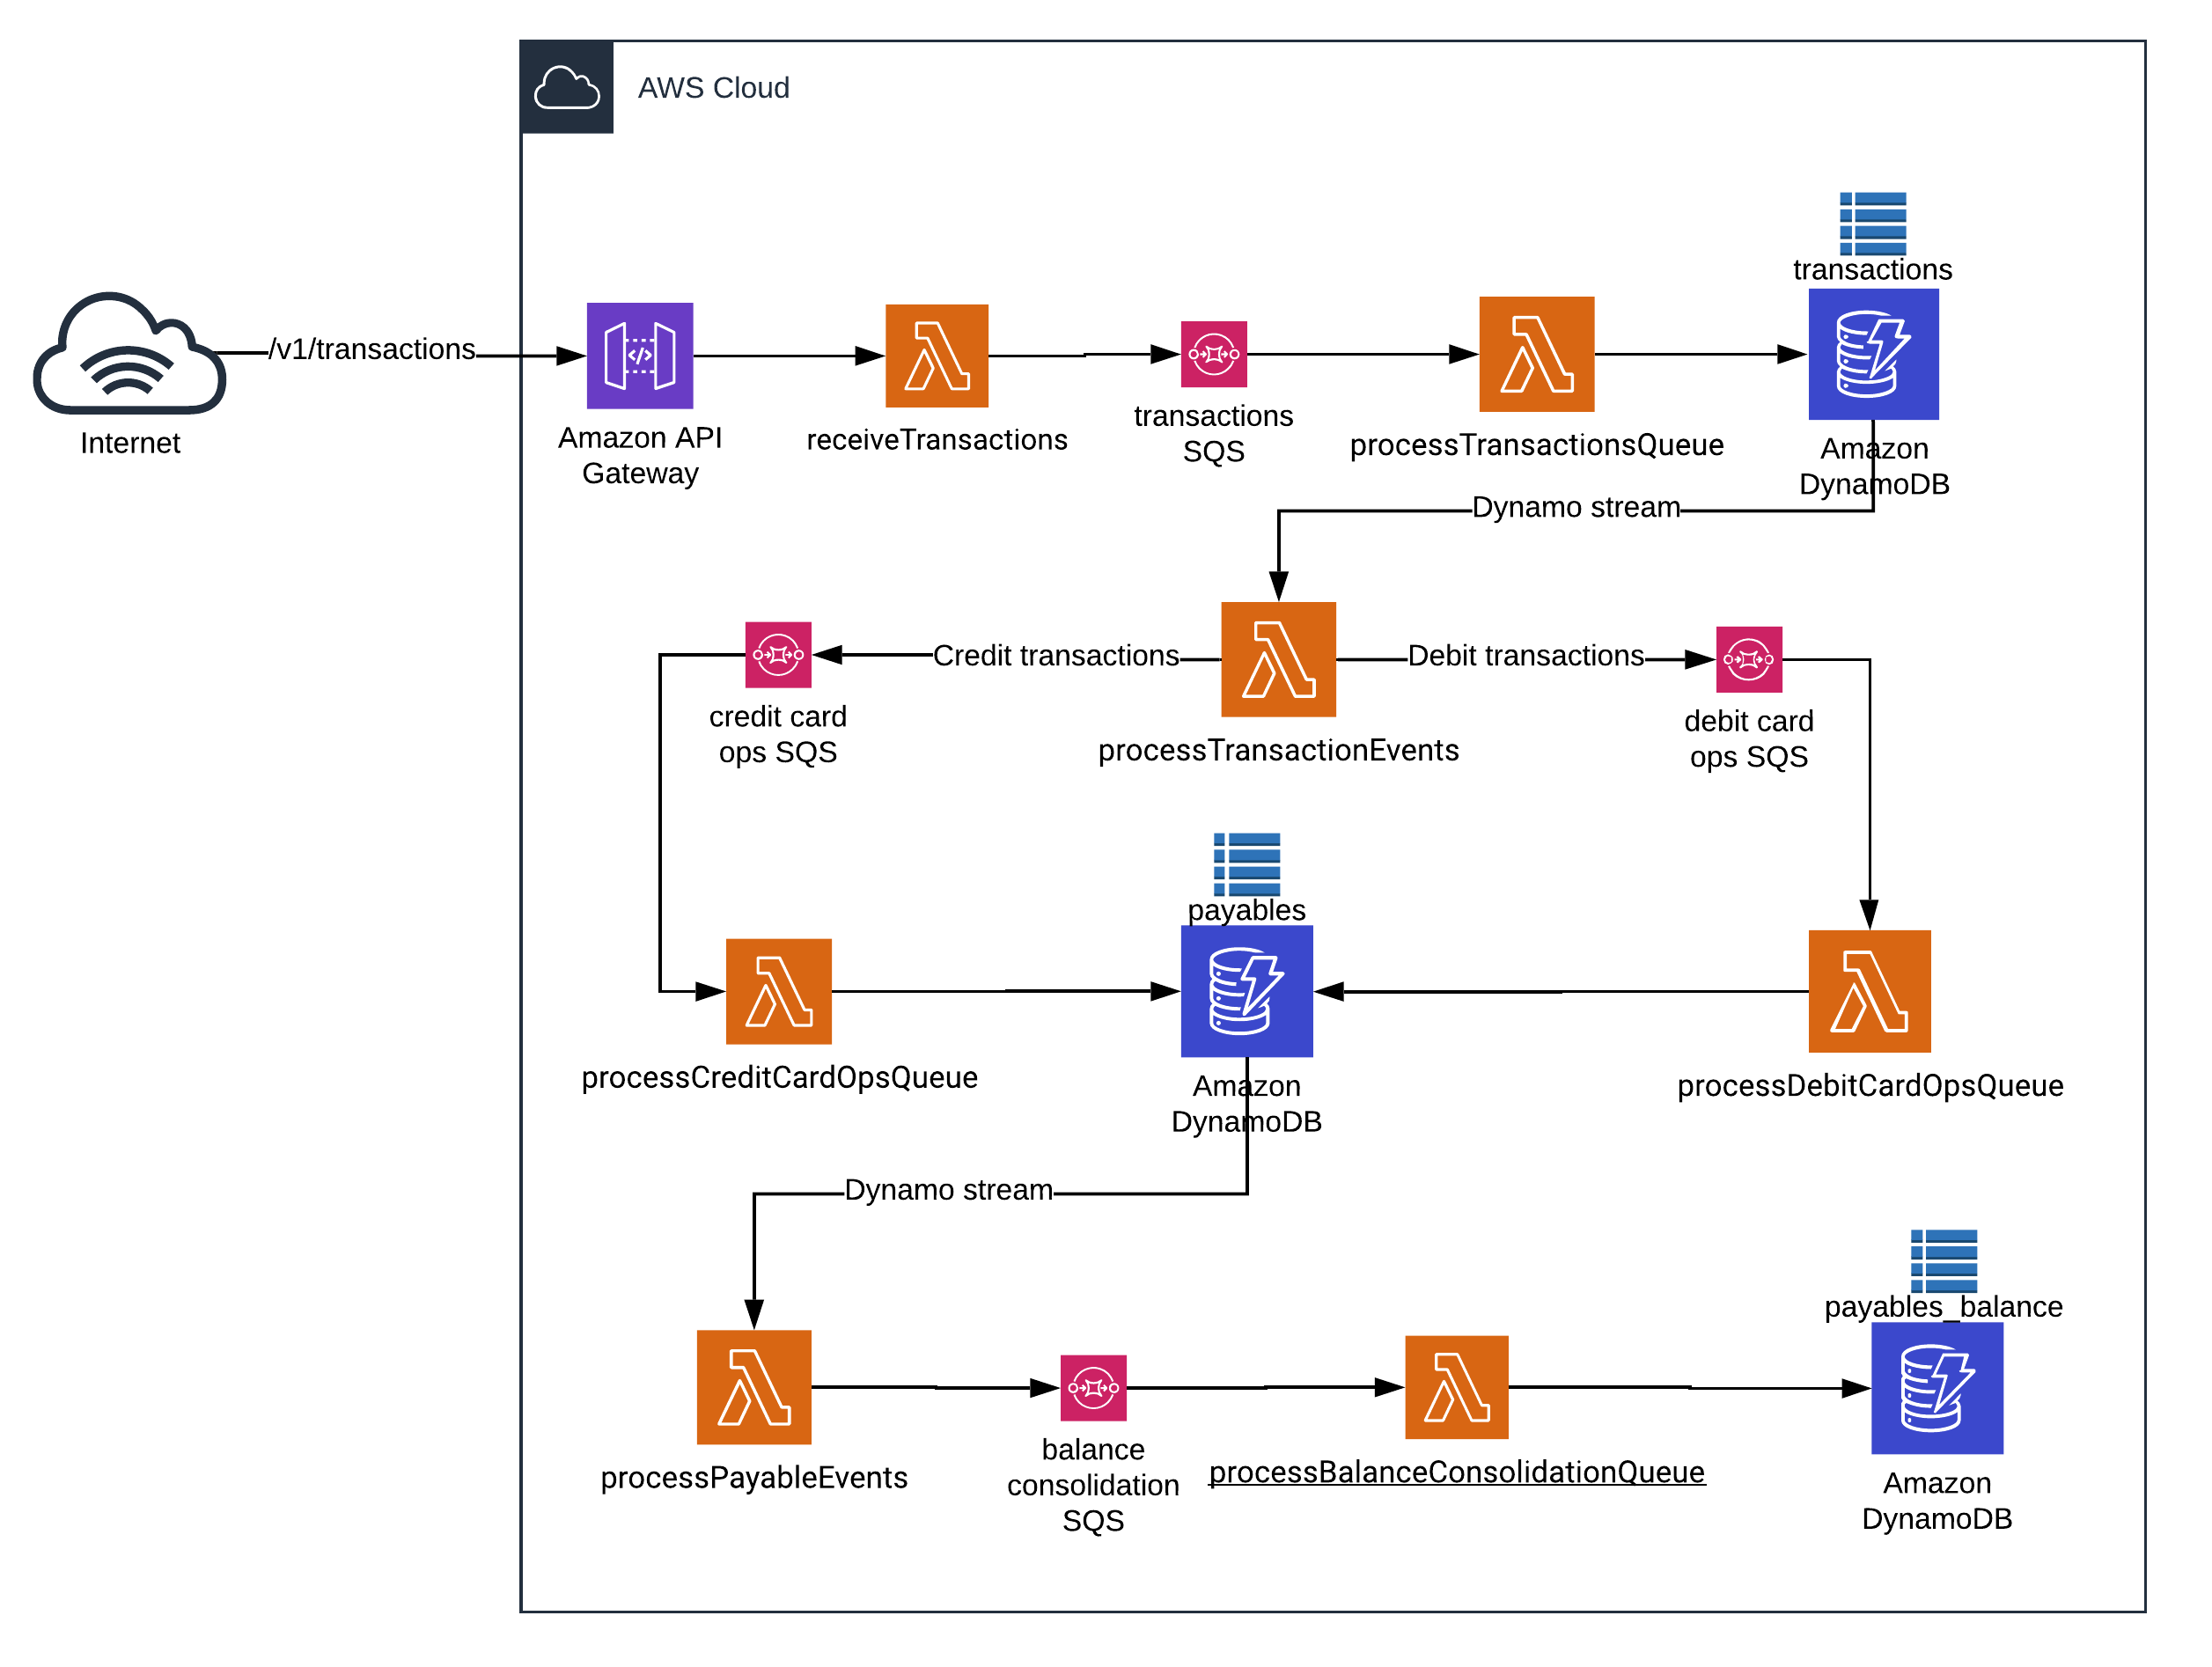 AWS Cloud
transactions
/v1/transactions
Internet
Amazon API
Gateway
receiveTransactions
transactions
SQS
processTransactionsQueue
Amazon
DynamoDB
Dynamo stream
Credit transactions
Debit transactions
credit card
ops SQS
processTransactionEvents
debit card
ops SQS
payables
processCreditCardOpsQueue
Amazon
DynamoDB
processDebitCardOpsQueue
Dynamo stream
payables_balance
processPayableEvents
balance
consolidation
SQS
processBalanceConsolidationQueue
Amazon
DynamoDB